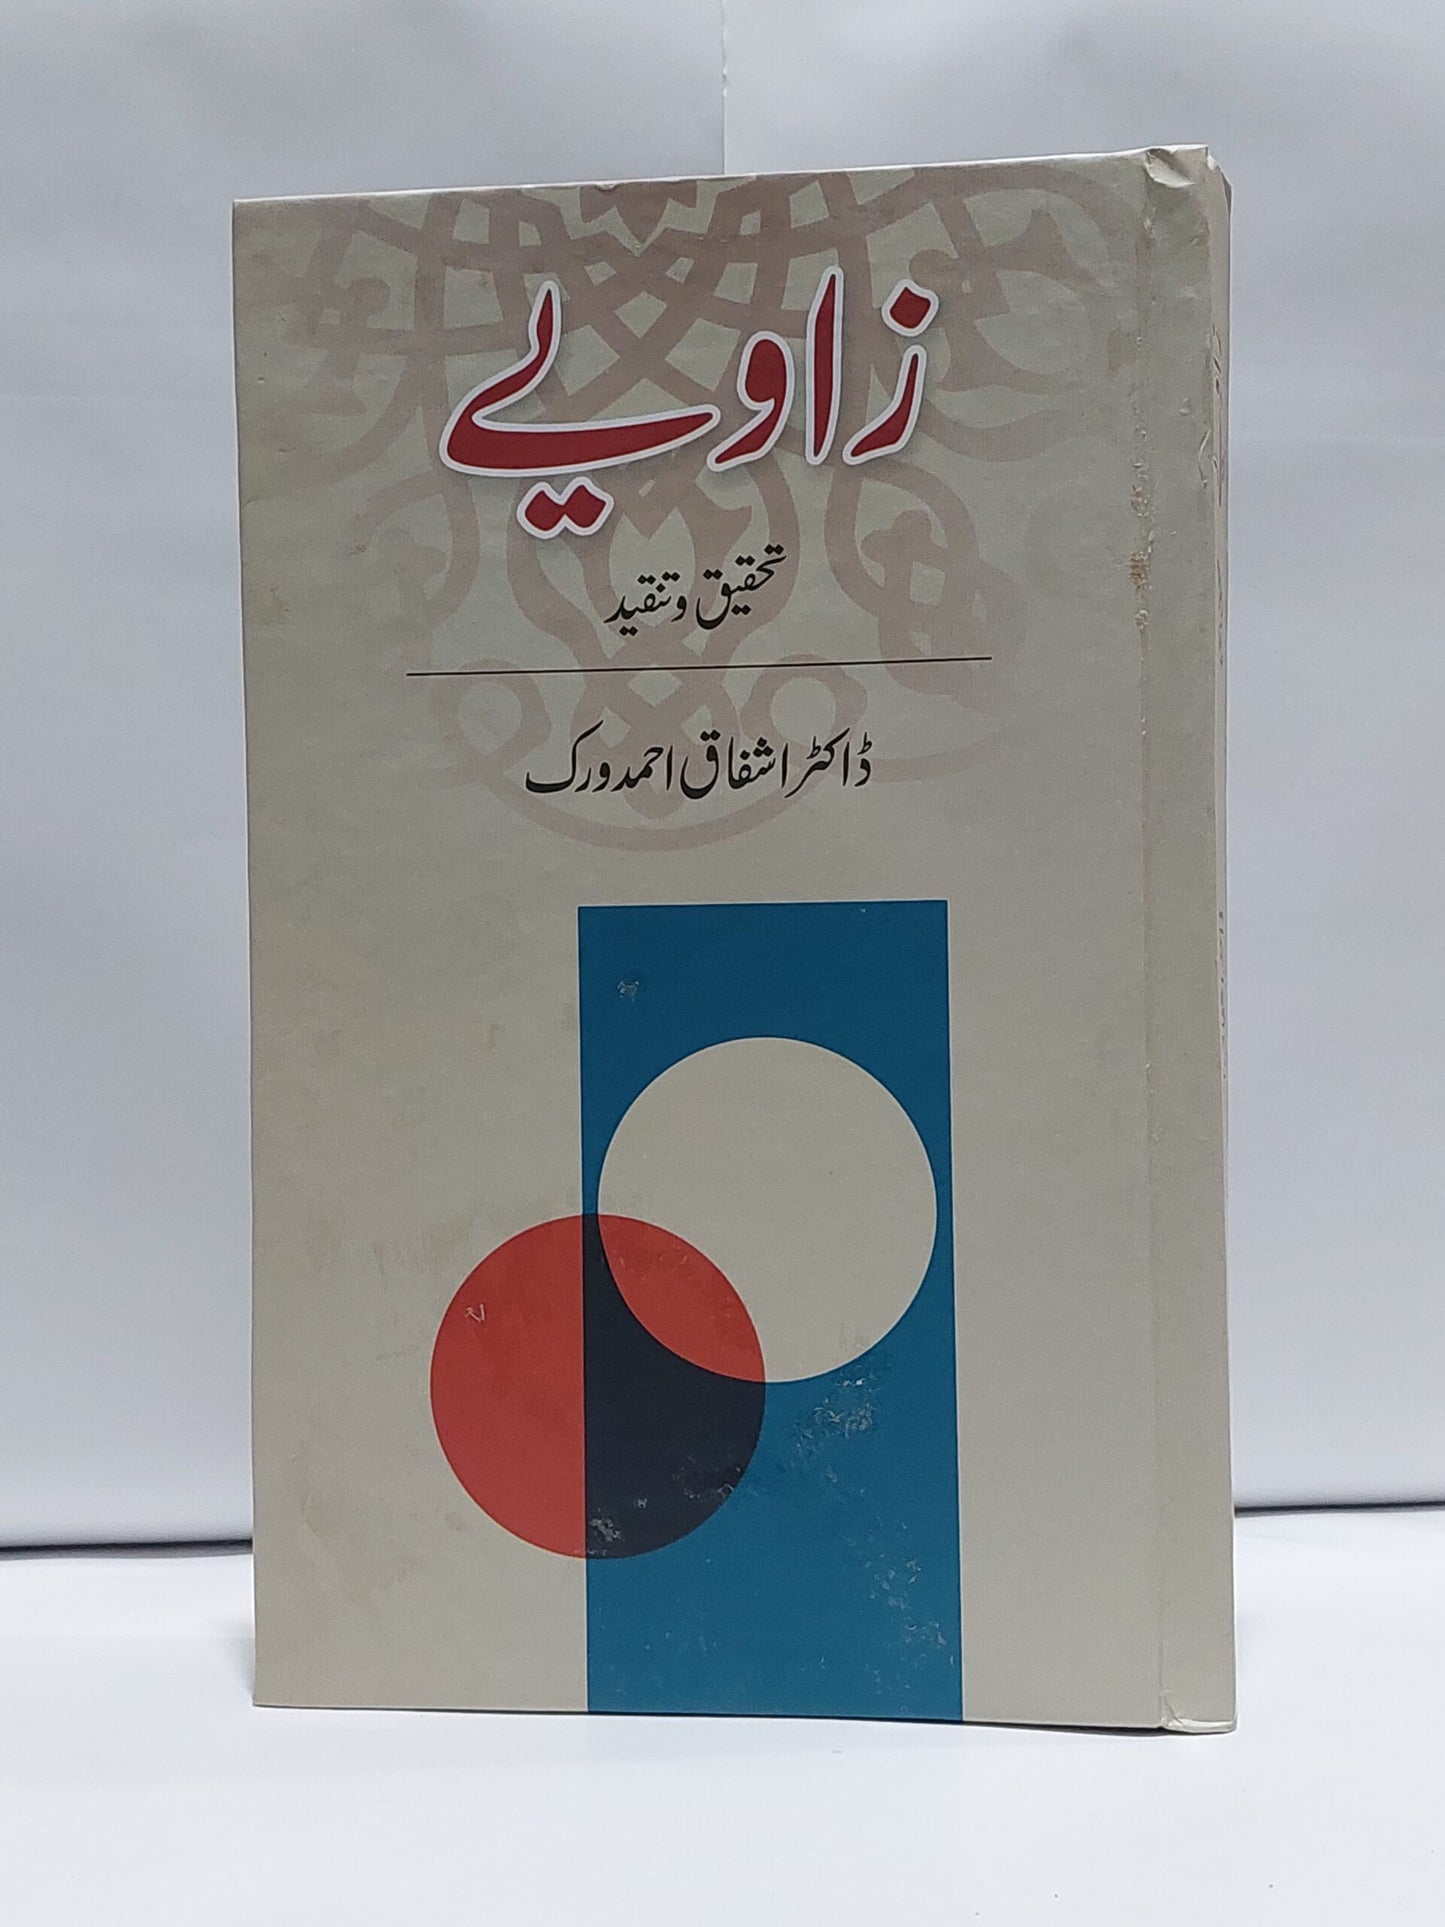 زاویے
تحقیق و تنقید
ڈاکٹر اشفاق احمد ورک